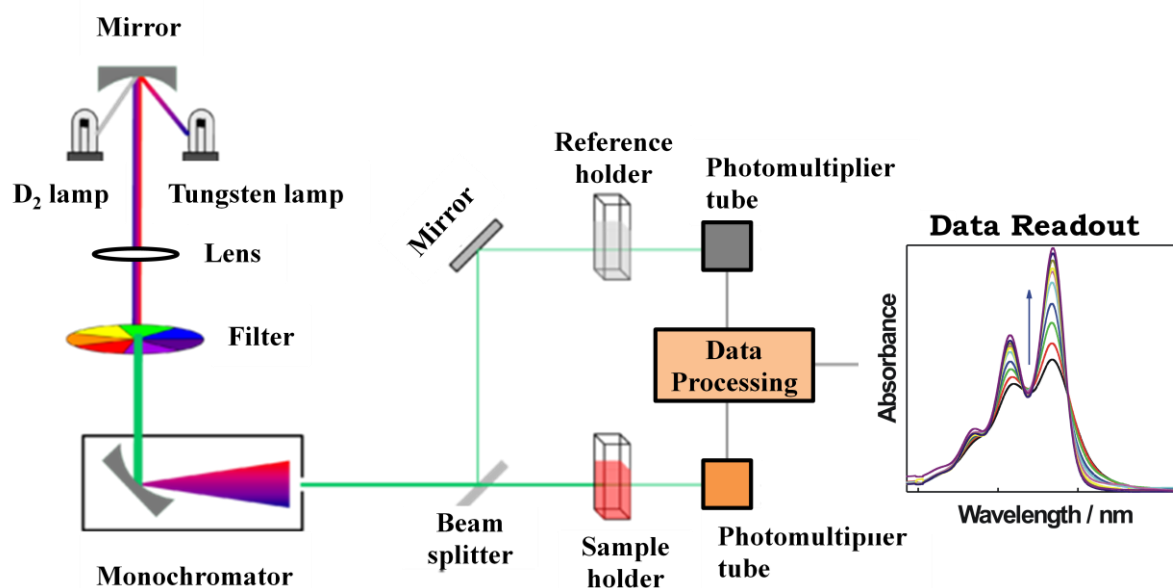 Mirror
D₂ lamp
Tungsten lamp
Lens
Filter
Monochromator
Mirror
Beam
splitter
Reference
holder
Sample
holder
Photomultiplier
tube
Data
Processing
Photomultiplier
tube
Data Readout
Absorbance
Wavelength / nm